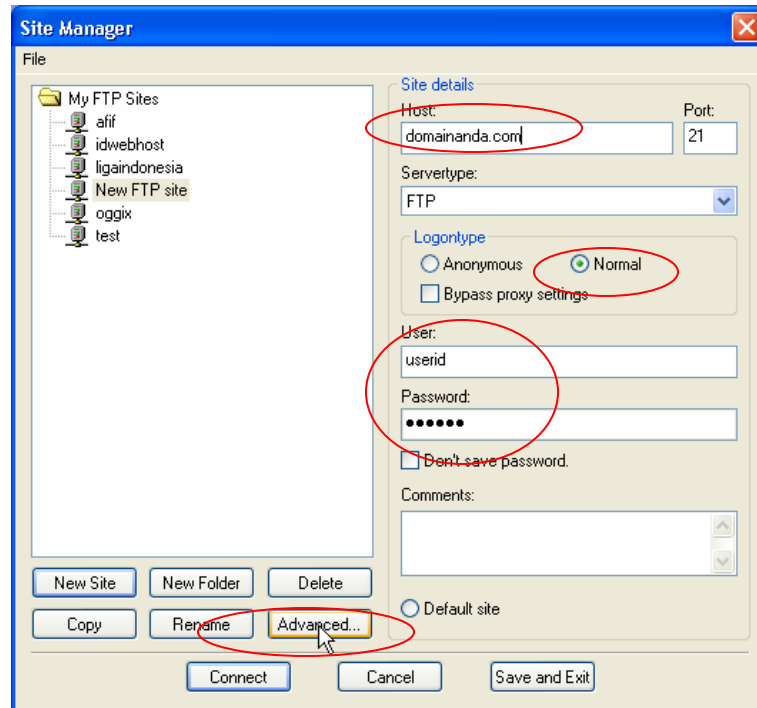 Site Manager
File
My FTP Sites
afif
idwebhost
ligaindonesia
New FTP site
oggix
test
New Site
New Folder
Delete
Copy
Rename
Advanced...
Site details
Host:
Port:
domainanda.com
21
Servertype:
FTP
Logontype
Anonymous
Normal
Bypass proxy settings
User:
userid
Password:
••••••
Don't save password.
Comments:
Default site
Connect
Cancel
Save and Exit